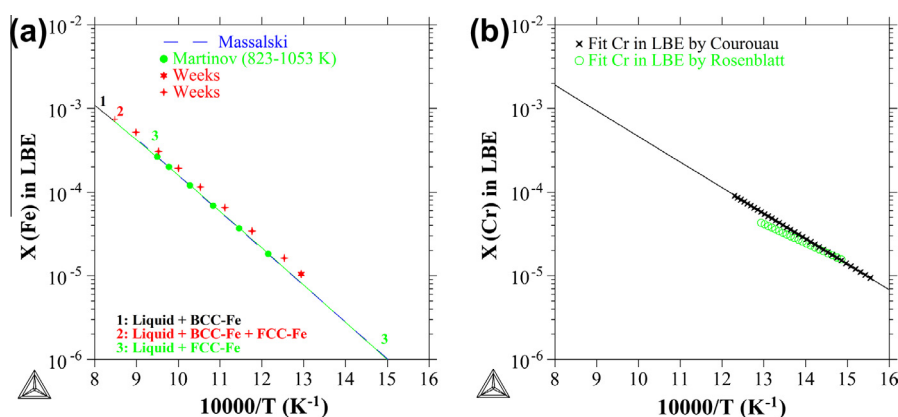 (a)
Massalski
Martinov (823-1053 K)
Weeks
Weeks
1
2
3
3
X (Fe) in LBE
10-3
10-4
10-5
10-6
1: Liquid + BCC-Fe
2: Liquid + BCC-Fe + FCC-Fe
3: Liquid + FCC-Fe
8 9 10 11 12 13 14 15 16
10000/T (K-1)
(b)
Fit Cr in LBE by Courouau
Fit Cr in LBE by Rosenblatt
X (Cr) in LBE
10-2
10-3
10-4
10-5
10-6
8 9 10 11 12 13 14 15 16
10000/T (K-1)